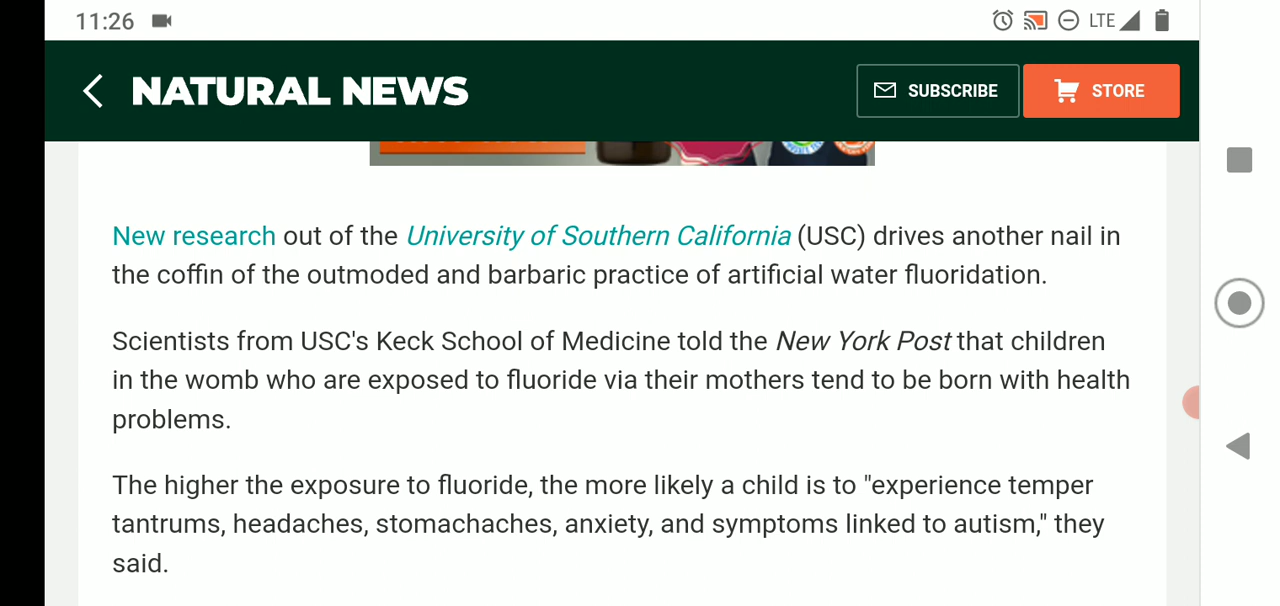 11:26
LTE
NATURAL NEWS
SUBSCRIBE
STORE
New research out of the University of Southern California (USC) drives another nail in
the coffin of the outmoded and barbaric practice of artificial water fluoridation.
Scientists from USC's Keck School of Medicine told the New York Post that children
in the womb who are exposed to fluoride via their mothers tend to be born with health
problems.
The higher the exposure to fluoride, the more likely a child is to "experience temper
tantrums, headaches, stomachaches, anxiety, and symptoms linked to autism," they
said.